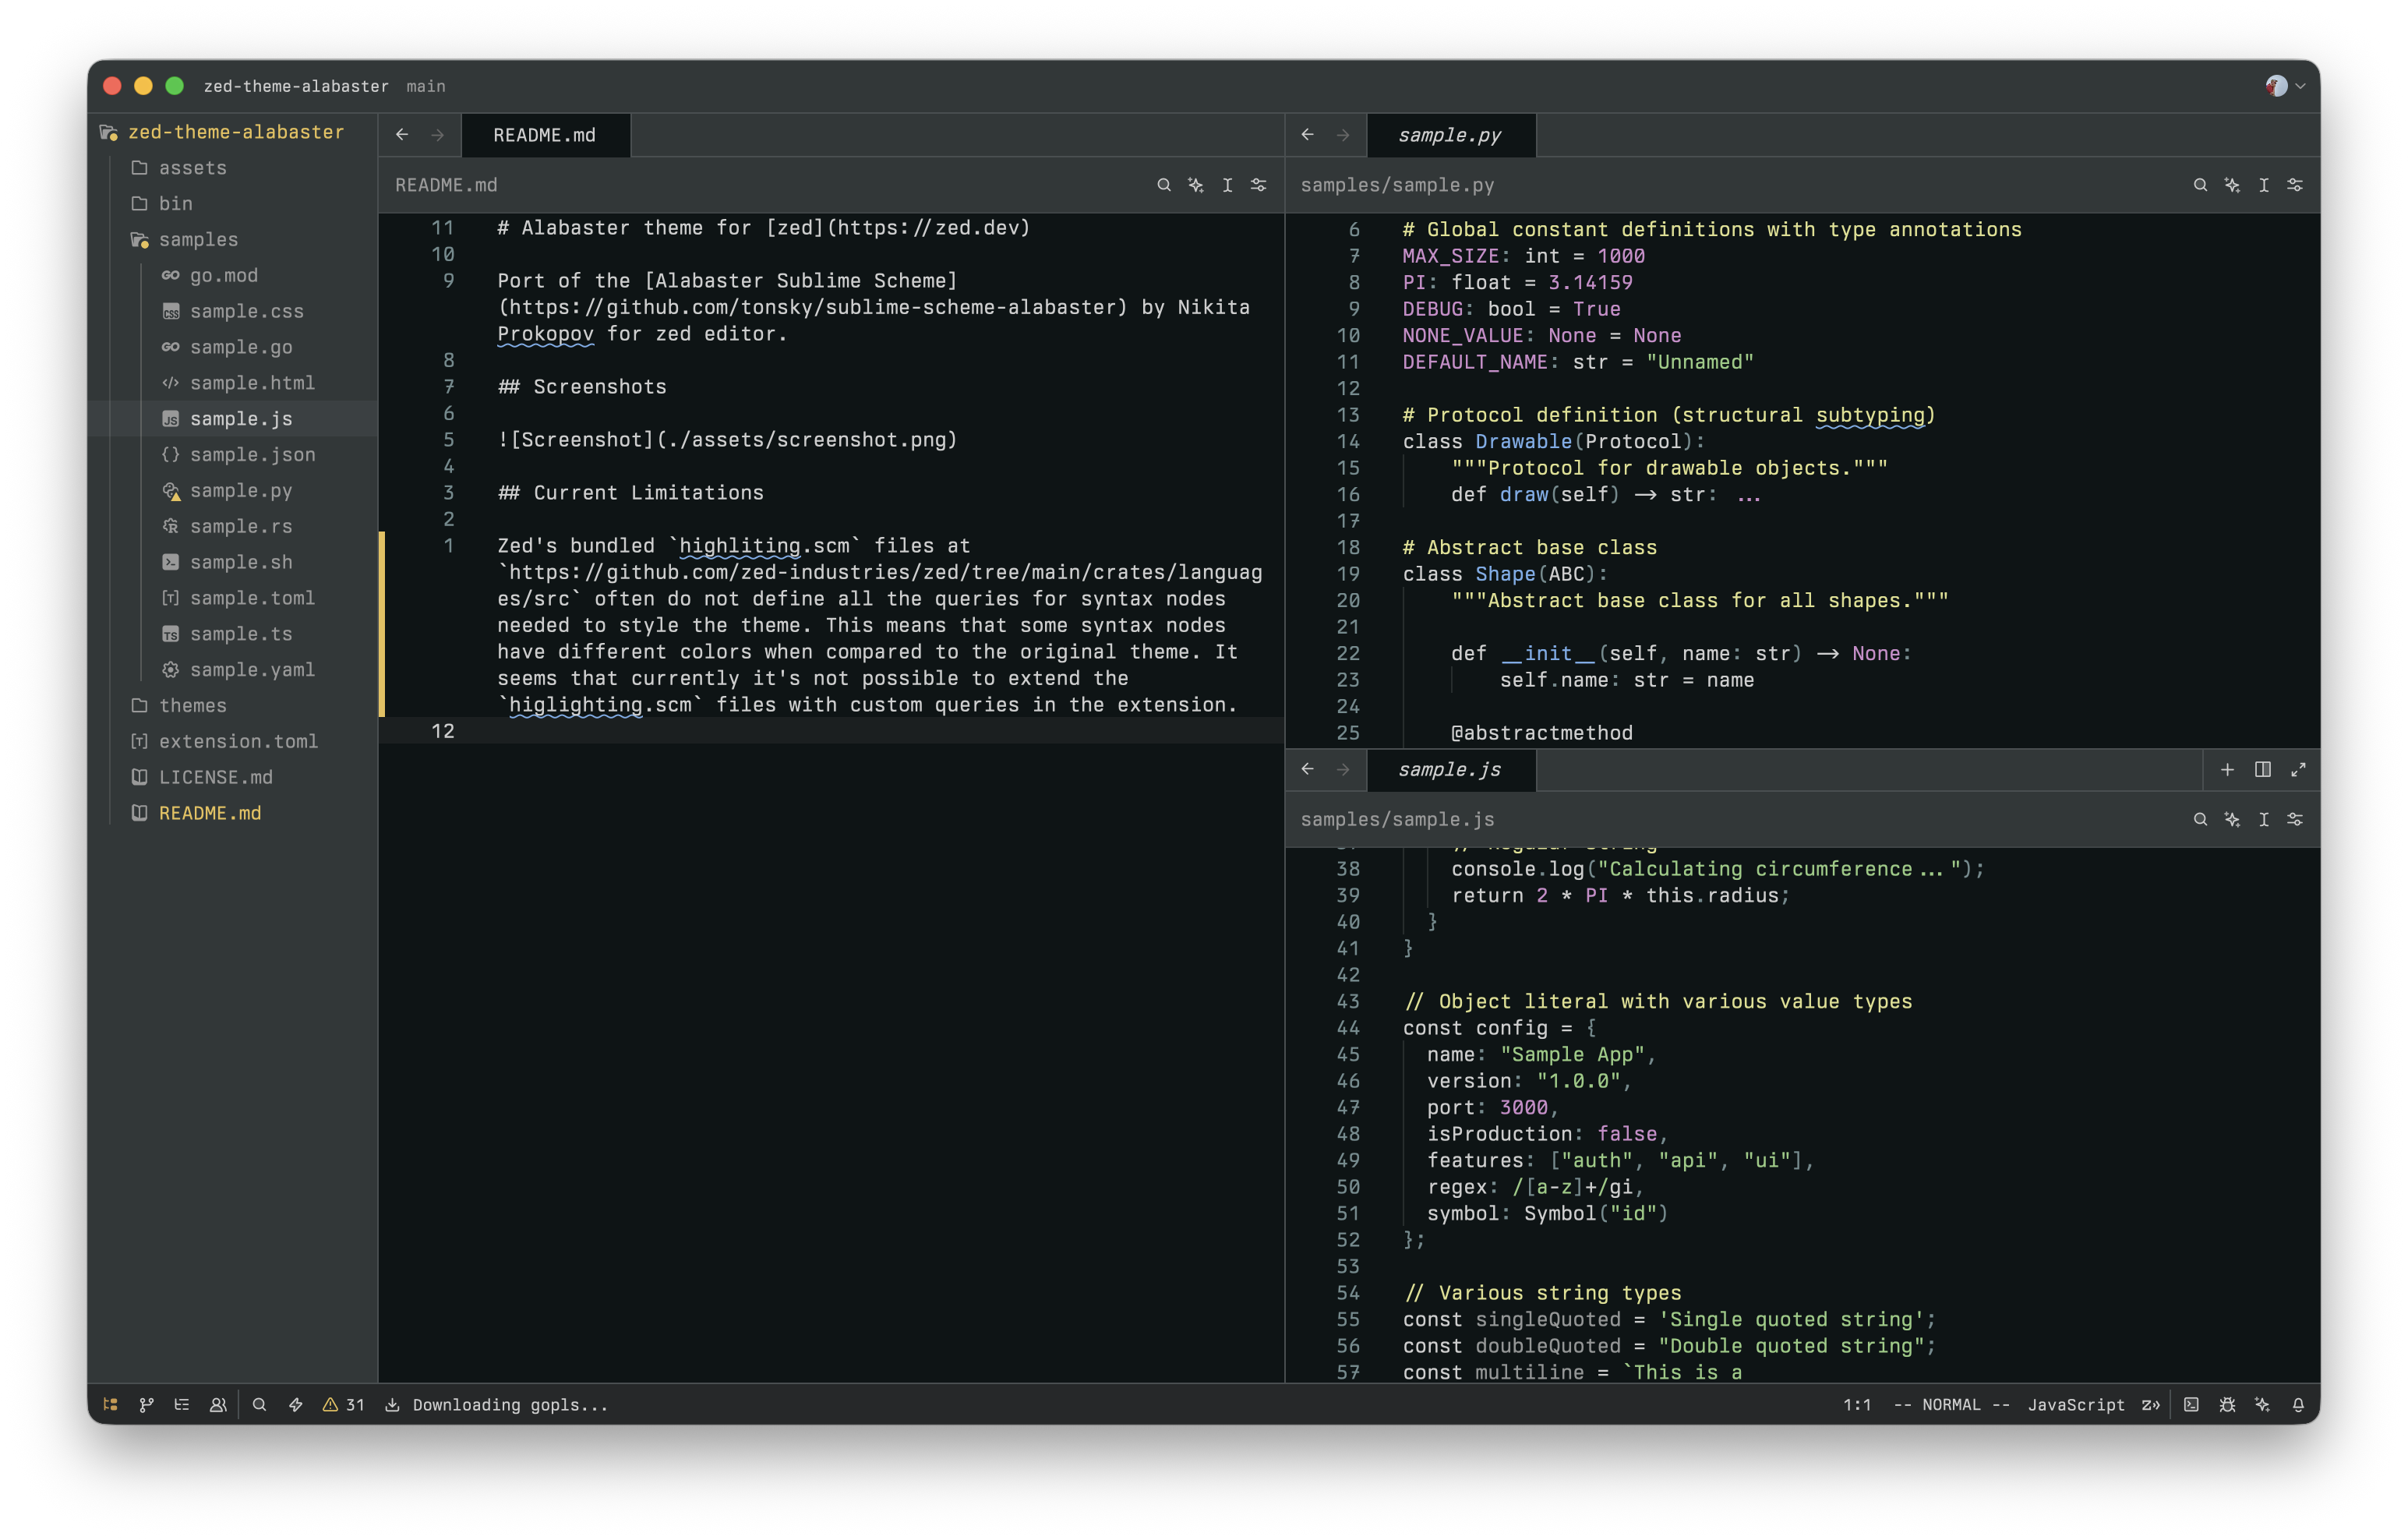 zed-theme-alabaster main
zed-theme-alabaster
assets
bin
samples
go.mod
sample.css
sample.go
sample.html
sample.js
sample.json
sample.py
sample.rs
sample.sh
sample.toml
sample.ts
sample.yaml
themes
extension.toml
LICENSE.md
README.md
README.md
README.md
11 # Alabaster theme for [zed](https://zed.dev)
10
9 Port of the [Alabaster Sublime Scheme]
(https://github.com/tonsky/sublime-scheme-alabaster) by Nikita
Prokopov for zed editor.
8
7 ## Screenshots
6
5 ![Screenshot](./assets/screenshot.png)
4
3 ## Current Limitations
2
1 Zed's bundled `highliting.scm` files at
`https://github.com/zed-industries/zed/tree/main/crates/languag
es/src` often do not define all the queries for syntax nodes
needed to style the theme. This means that some syntax nodes
have different colors when compared to the original theme. It
seems that currently it's not possible to extend the
`higlighting.scm` files with custom queries in the extension.
12
sample.py
samples/sample.py
6 # Global constant definitions with type annotations
7 MAX_SIZE: int = 1000
8 PI: float = 3.14159
9 DEBUG: bool = True
10 NONE_VALUE: None = None
11 DEFAULT_NAME: str = "Unnamed"
12
13 # Protocol definition (structural subtyping)
14 class Drawable(Protocol):
15 """Protocol for drawable objects."""
16 def draw(self) -> str: ...
17
18 # Abstract base class
19 class Shape(ABC):
20 """Abstract base class for all shapes."""
21
22 def __init__(self, name: str) -> None:
23 self.name: str = name
24
25 @abstractmethod
sample.js
samples/sample.js
38 console.log("Calculating circumference...");
39 return 2 * PI * this.radius;
40 }
41 }
42
43 // Object literal with various value types
44 const config = {
45 name: "Sample App",
46 version: "1.0.0",
47 port: 3000,
48 isProduction: false,
49 features: ["auth", "api", "ui"],
50 regex: /[a-z]+/gi,
51 symbol: Symbol("id")
52 };
53
54 // Various string types
55 const singleQuoted = 'Single quoted string';
56 const doubleQuoted = "Double quoted string";
57 const multiline = `This is a
31 Downloading gopls... 1:1 -- NORMAL -- JavaScript